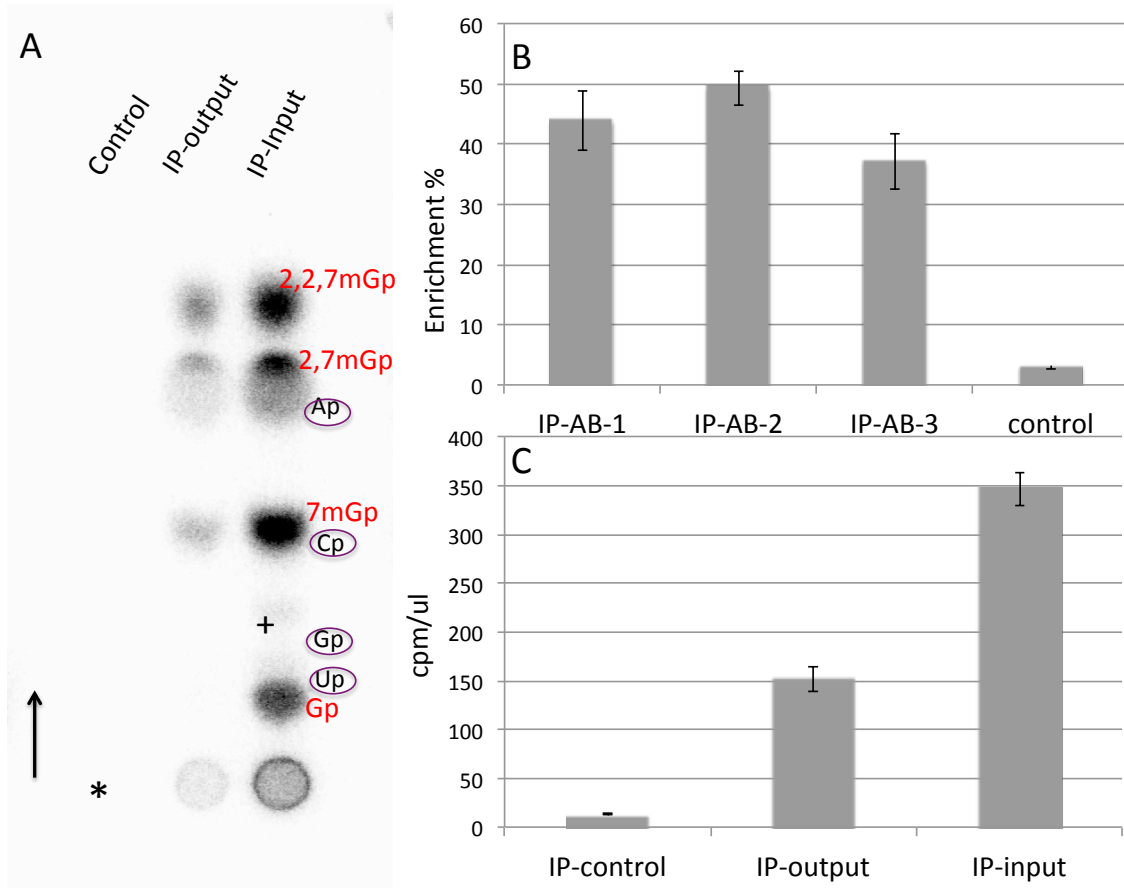 A
Control
IP-output
IP-Input
2,2,7mGp
2,7mGp
Ap
7mGp
Cp
+
Gp
Up
Gp
*
B
Enrichment %
60
50
40
30
20
10
0
IP-AB-1 IP-AB-2 IP-AB-3 control
C
cpm/ul
400
350
300
250
200
150
100
50
0
IP-control IP-output IP-input